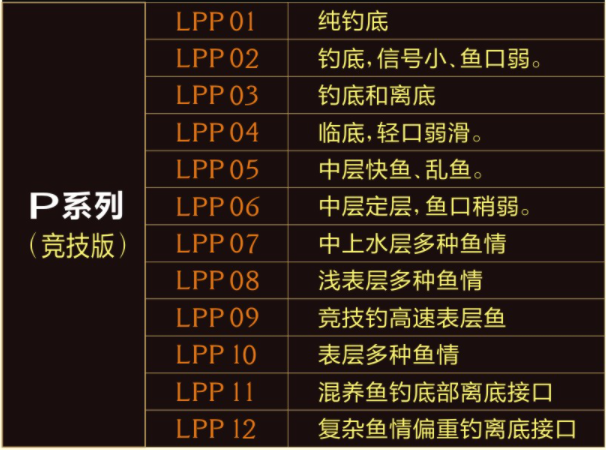 P系列
(竞技版)
LPP 01 纯钓底
LPP 02 钓底,信号小、鱼口弱。
LPP 03 钓底和离底
LPP 04 临底,轻口弱滑。
LPP 05 中层快鱼、乱鱼。
LPP 06 中层定层,鱼口稍弱。
LPP 07 中上水层多种鱼情
LPP 08 浅表层多种鱼情
LPP 09 竞技钓高速表层鱼
LPP 10 表层多种鱼情
LPP 11 混养鱼钓底部离底接口
LPP 12 复杂鱼情偏重钓离底接口